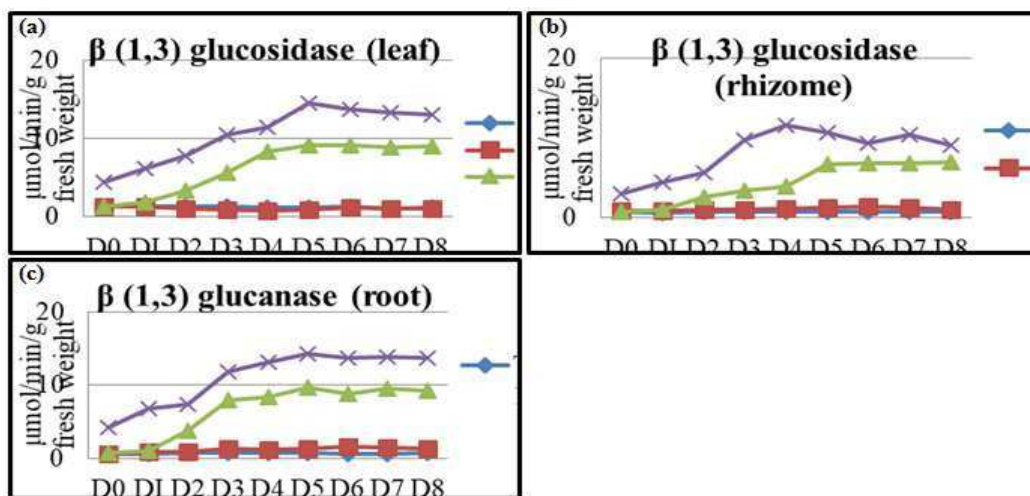 (a)
β (1,3) glucosidase (leaf)
μmol/min/g
fresh weight
20
10
0
D0 D1 D2 D3 D4 D5 D6 D7 D8
(b)
β (1,3) glucosidase
(rhizome)
μmol/min/g
fresh weight
20
0
D0 D1 D2 D3 D4 D5 D6 D7 D8
(c)
β (1,3) glucanase (root)
μmol/min/g
fresh weight
20
10
0
D0 D1 D2 D3 D4 D5 D6 D7 D8